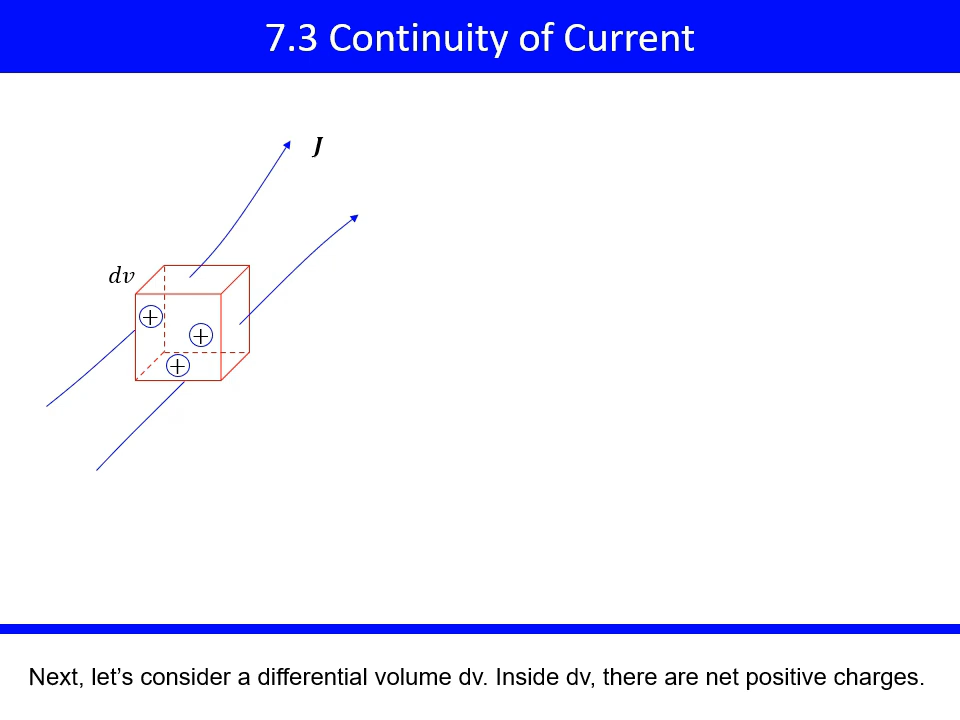 7.3 Continuity of Current
J
dv
+
+
+
Next, let’s consider a differential volume dv. Inside dv, there are net positive charges.